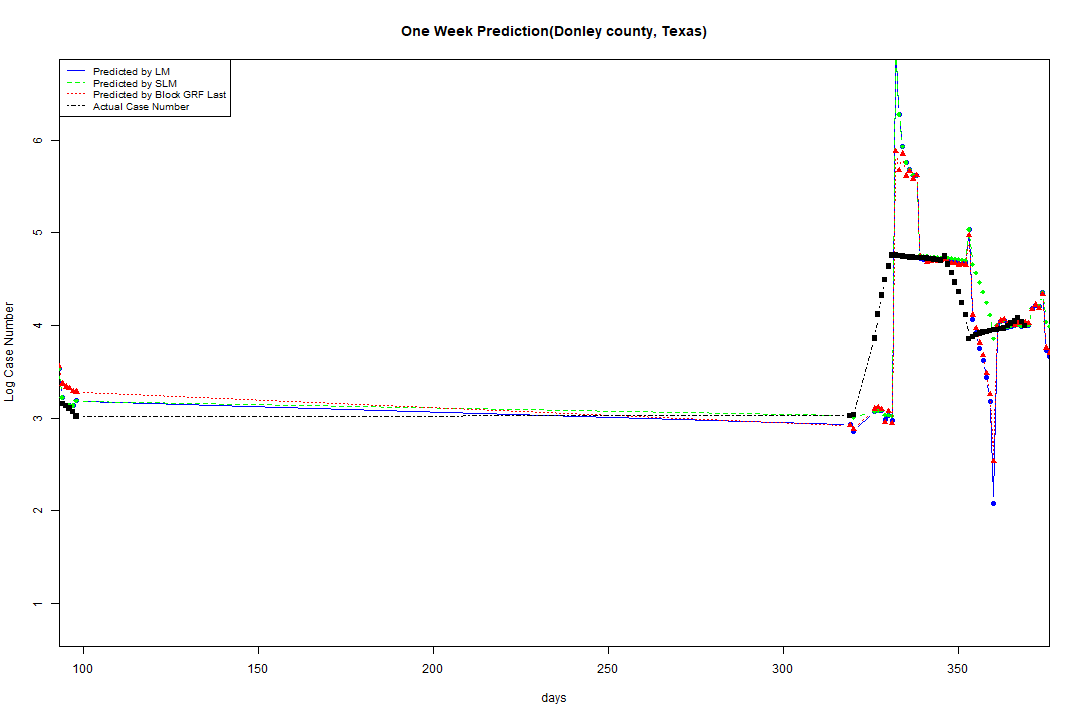 One Week Prediction(Donley county, Texas)
Predicted by LM
Predicted by SLM
Predicted by Block GRF Last
Actual Case Number
6
5
4
3
2
1
Log Case Number
100 150 200 250 300 350
days